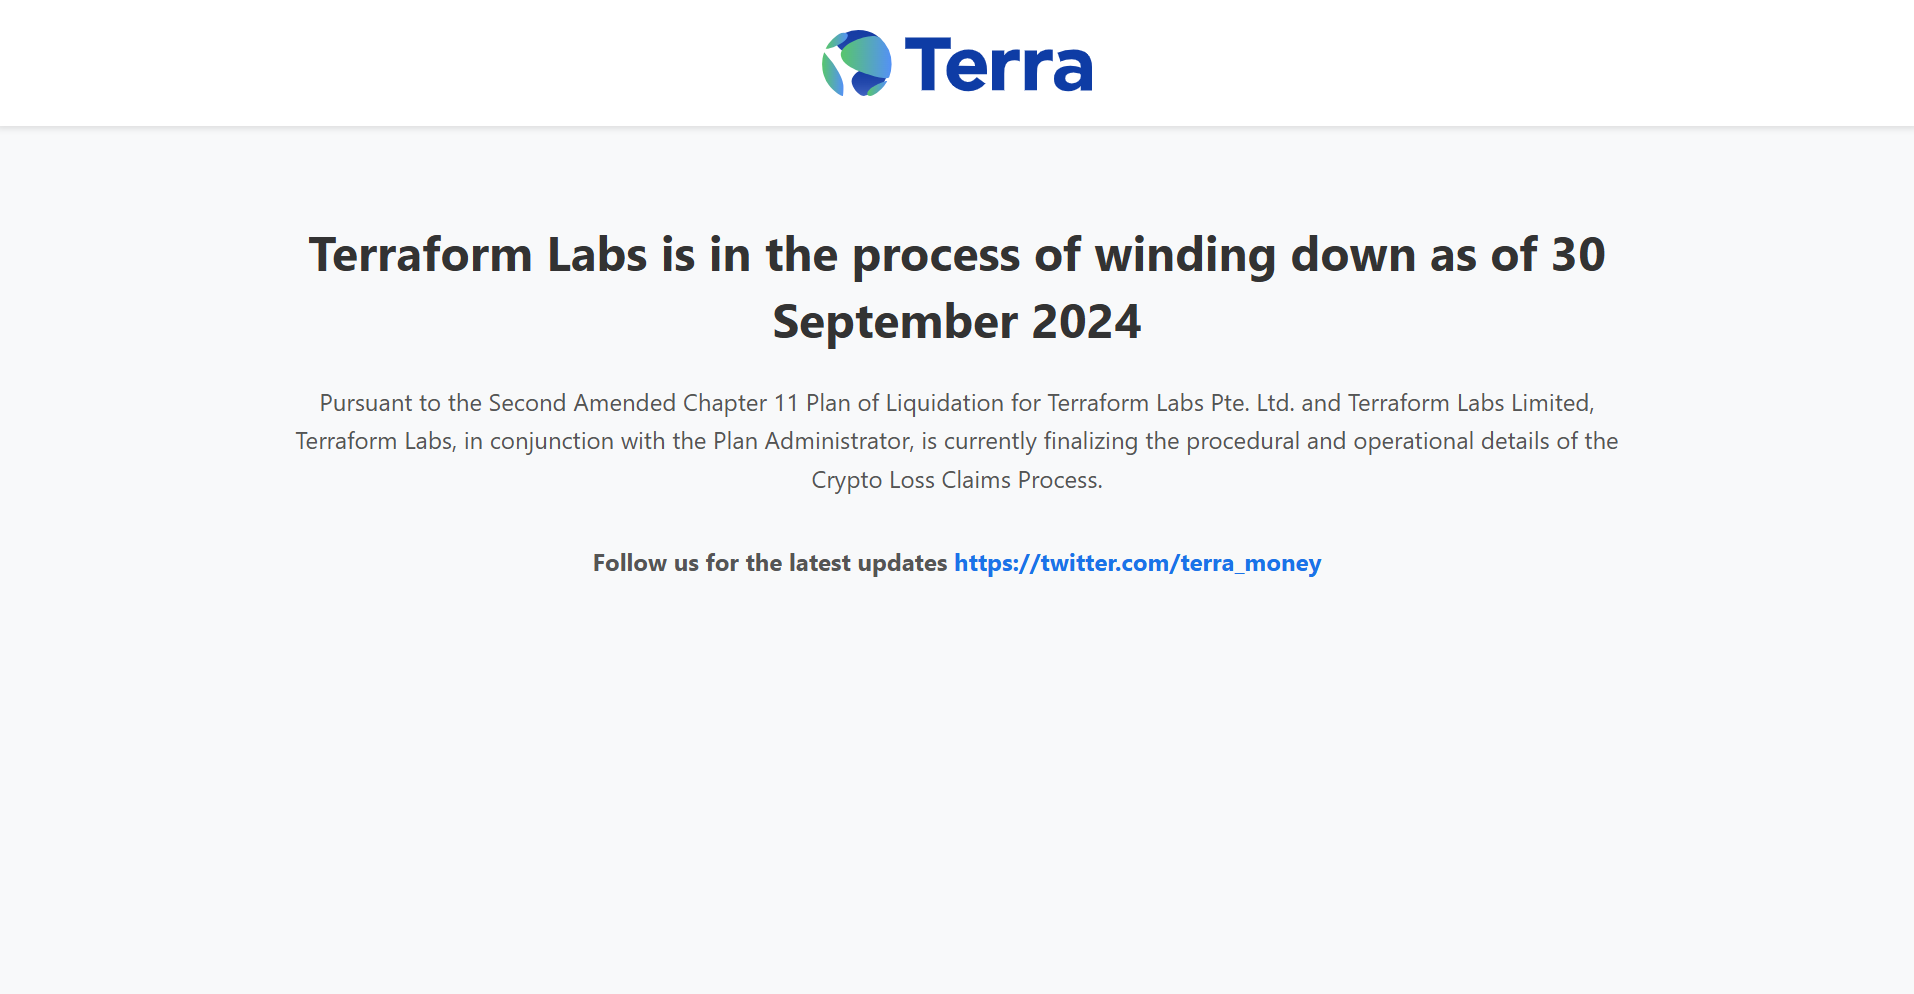 Terra
Terraform Labs is in the process of winding down as of 30
September 2024
Pursuant to the Second Amended Chapter 11 Plan of Liquidation for Terraform Labs Pte. Ltd. and Terraform Labs Limited,
Terraform Labs, in conjunction with the Plan Administrator, is currently finalizing the procedural and operational details of the
Crypto Loss Claims Process.
Follow us for the latest updates https://twitter.com/terra_money